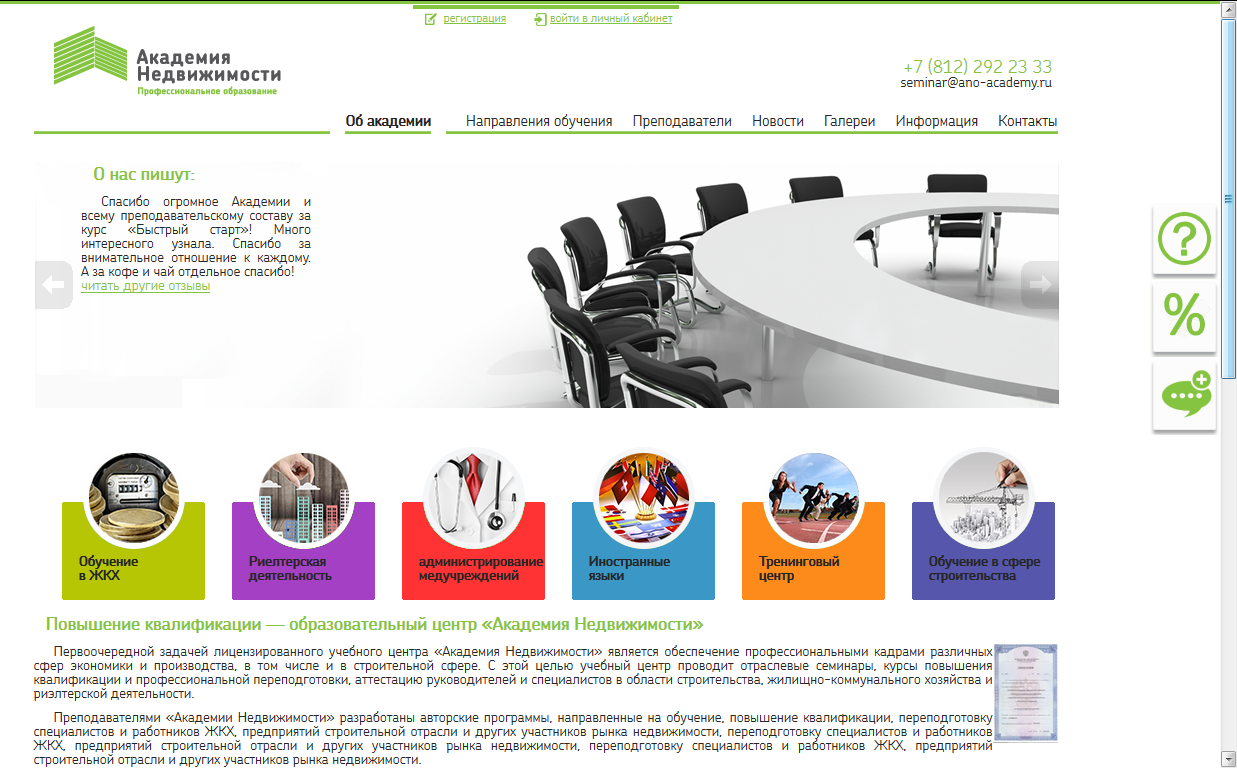 регистрация
войти в личный кабинет
Академия
Недвижимости
Профессиональное образование
+7 (812) 292 23 33
seminar@ano-academy.ru
Об академии
Направления обучения
Преподаватели
Новости
Галереи
Информация
Контакты
О нас пишут:
Спасибо огромное Академии и
всему преподавательскому составу за
курс «Быстрый старт»! Много
интересного узнала. Спасибо за
внимательное отношение к каждому.
А за кофе и чай отдельное спасибо!
читать другие отзывы
?
%
Обучение
в ЖКХ
Риелтерская
деятельность
администрирование
медучреждений
Иностранные
языки
Тренинговый
центр
Обучение в сфере
строительства
Повышение квалификации — образовательный центр «Академия Недвижимости»
Первоочередной задачей лицензированного учебного центра «Академия Недвижимости» является обеспечение профессиональными кадрами различных
сфер экономики и производства, в том числе и в строительной сфере. С этой целью учебный центр проводит отраслевые семинары, курсы повышения
квалификации и профессиональной переподготовки, аттестацию руководителей и специалистов в области строительства, жилищно-коммунального хозяйства и
риэлтерской деятельности.
Преподавателями «Академии Недвижимости» разработаны авторские программы, направленные на обучение, повышение квалификации, переподготовку
специалистов и работников ЖКХ, предприятий строительной отрасли и других участников рынка недвижимости, переподготовку специалистов и работников
ЖКХ, предприятий строительной отрасли и других участников рынка недвижимости, переподготовку специалистов и работников ЖКХ, предприятий
строительной отрасли и других участников рынка недвижимости.